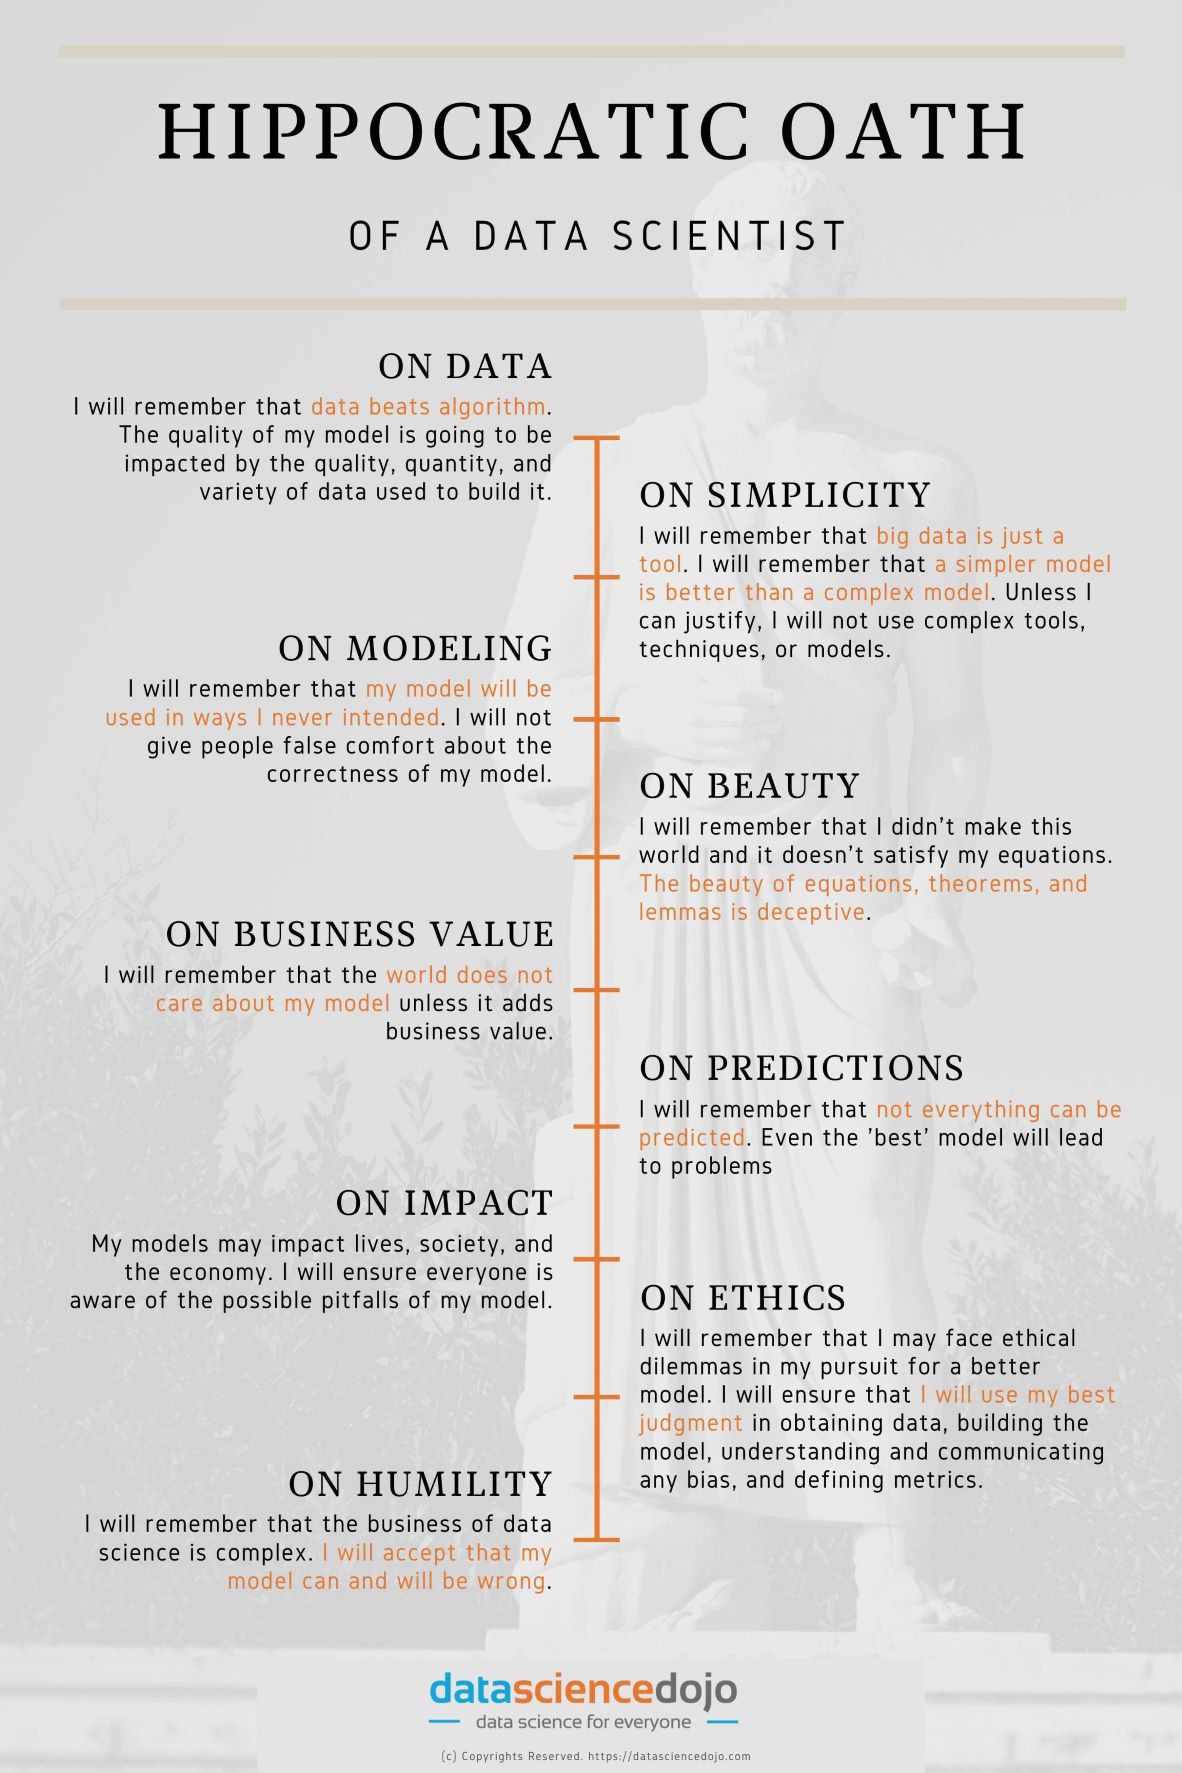 HIPPOCRATIC OATH
OF A DATA SCIENTIST
ON DATA
I will remember that data beats algorithm.
The quality of my model is going to be
impacted by the quality, quantity, and
variety of data used to build it.
ON SIMPLICITY
I will remember that big data is just a
tool. I will remember that a simpler model
is better than a complex model. Unless I
can justify, I will not use complex tools,
techniques, or models.
ON MODELING
I will remember that my model will be
used in ways I never intended. I will not
give people false comfort about the
correctness of my model.
ON BEAUTY
I will remember that I didn't make this
world and it doesn't satisfy my equations.
The beauty of equations, theorems, and
lemmas is deceptive.
ON BUSINESS VALUE
I will remember that the world does not
care about my model unless it adds
business value.
ON PREDICTIONS
I will remember that not everything can be
predicted. Even the 'best' model will lead
to problems
ON IMPACT
My models may impact lives, society, and
the economy. I will ensure everyone is
aware of the possible pitfalls of my model.
ON ETHICS
I will remember that I may face ethical
dilemmas in my pursuit for a better
model. I will ensure that I will use my best
judgment in obtaining data, building the
model, understanding and communicating
any bias, and defining metrics.
ON HUMILITY
I will remember that the business of data
science is complex. I will accept that my
model can and will be wrong.
datasciencedojo
data science for everyone
(c) Copyrights Reserved. https://datasciencedojo.com